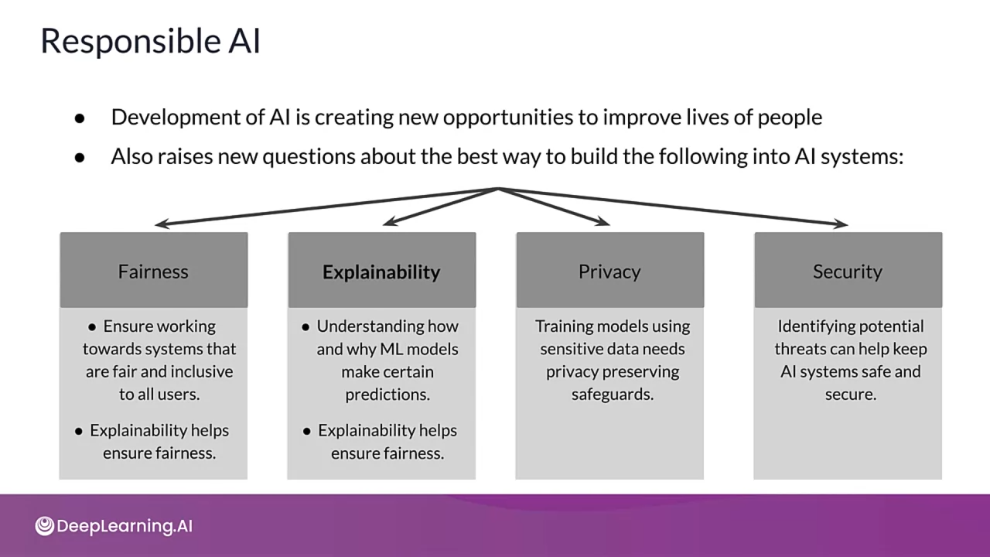 Responsible AI
● Development of AI is creating new opportunities to improve lives of people
● Also raises new questions about the best way to build the following into AI systems:
Fairness
● Ensure working
towards systems that
are fair and inclusive
to all users.
● Explainability helps
ensure fairness.
Explainability
● Understanding how
and why ML models
make certain
predictions.
● Explainability helps
ensure fairness.
Privacy
Training models using
sensitive data needs
privacy preserving
safeguards.
Security
Identifying potential
threats can help keep
AI systems safe and
secure.
DeepLearning.AI